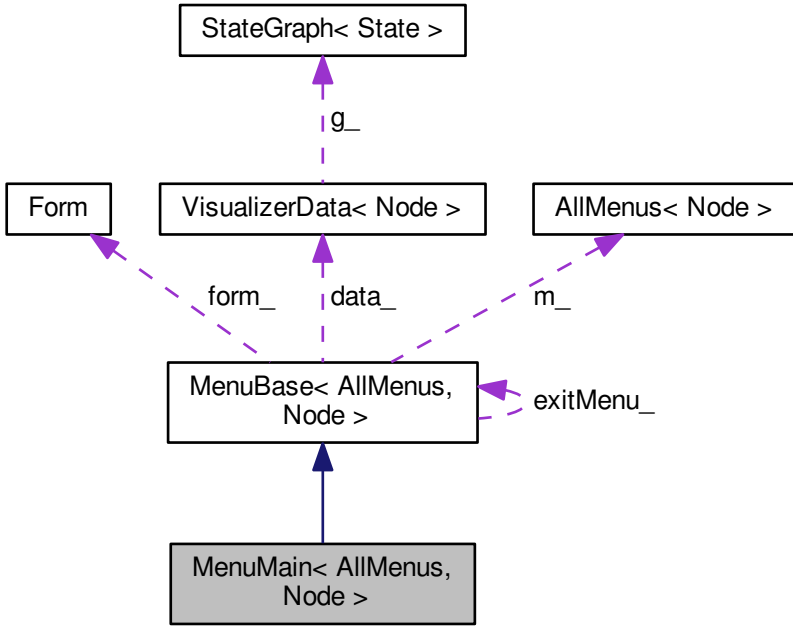 StateGraph< State >
g_
Form
VisualizerData< Node >
AllMenus< Node >
form_
data_
m_
MenuBase< AllMenus,
Node >
exitMenu_
MenuMain< AllMenus,
Node >